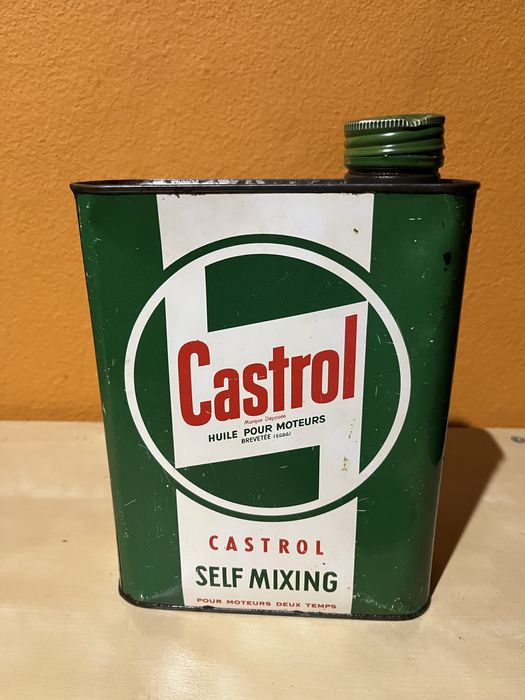 Castrol
Marque Déposée
HUILE POUR MOTEURS
BREVETÉE (S.G.D.G.)
CASTROL
SELF MIXING
POUR MOTEURS DEUX TEMPS